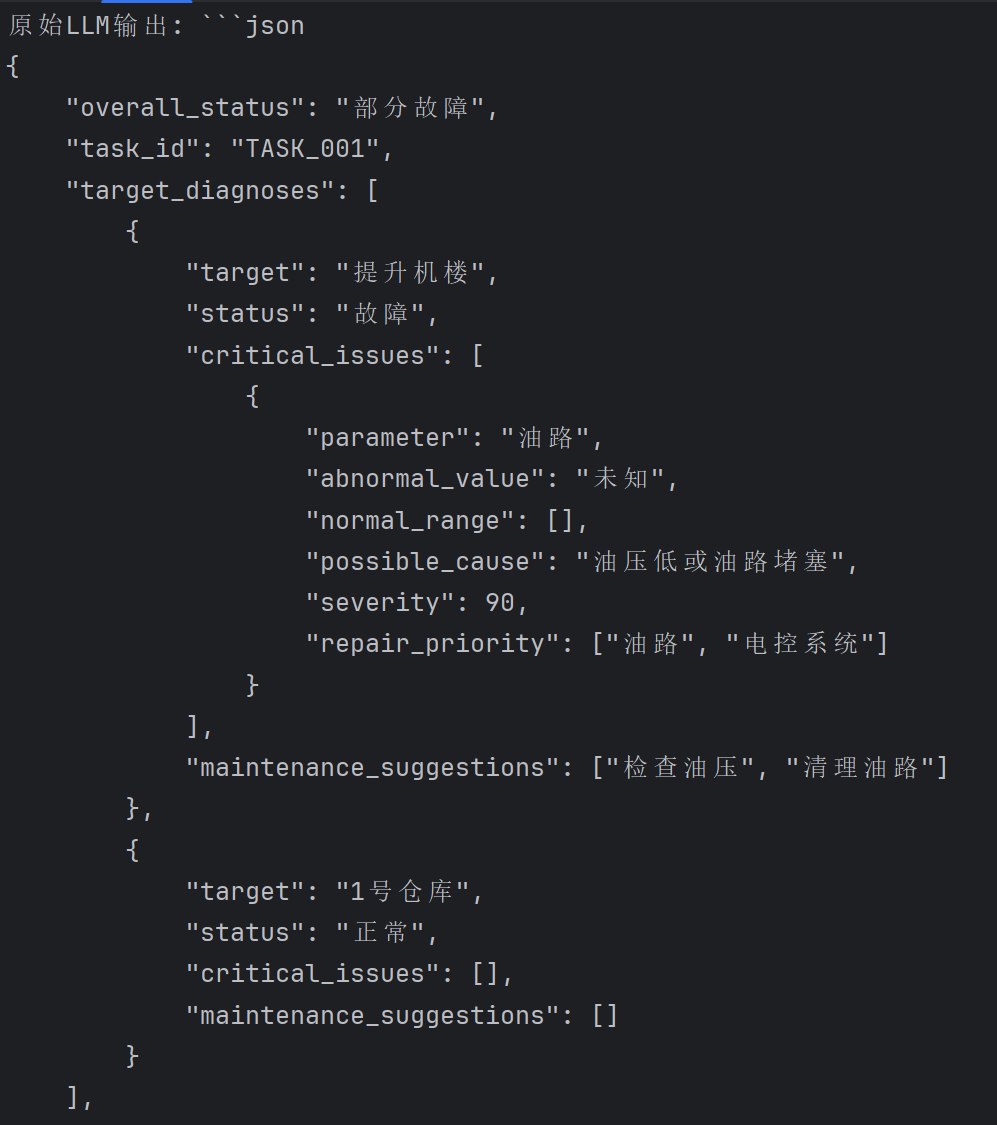 原始LLM输出: ```json
{
    "overall_status": "部分故障",
    "task_id": "TASK_001",
    "target_diagnoses": [
        {
            "target": "提升机楼",
            "status": "故障",
            "critical_issues": [
                {
                    "parameter": "油路",
                    "abnormal_value": "未知",
                    "normal_range": [],
                    "possible_cause": "油压低或油路堵塞",
                    "severity": 90,
                    "repair_priority": ["油路", "电控系统"]
                }
            ],
            "maintenance_suggestions": ["检查油压", "清理油路"]
        },
        {
            "target": "1号仓库",
            "status": "正常",
            "critical_issues": [],
            "maintenance_suggestions": []
        }
    ],